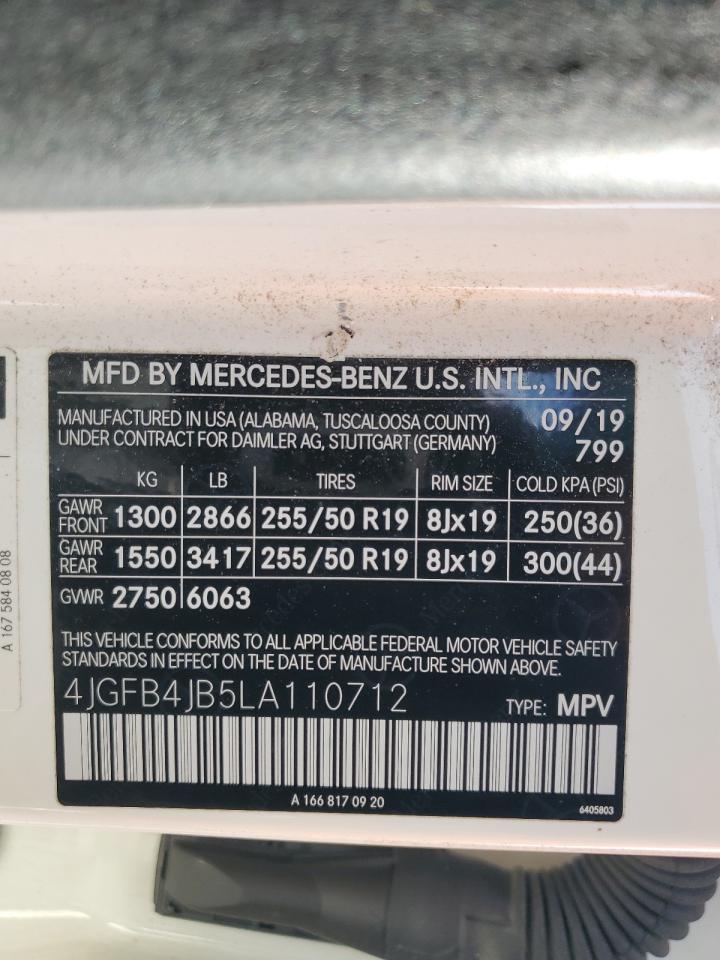 MFD BY MERCEDES-BENZ U.S. INTL., INC
MANUFACTURED IN USA (ALABAMA, TUSCALOOSA COUNTY) 09/19
UNDER CONTRACT FOR DAIMLER AG, STUTTGART (GERMANY) 799
KG LB TIRES RIM SIZE COLD KPA (PSI)
GAWR FRONT 1300 2866 255/50 R19 8Jx19 250(36)
GAWR REAR 1550 3417 255/50 R19 8Jx19 300(44)
GVWR 2750 6063
THIS VEHICLE CONFORMS TO ALL APPLICABLE FEDERAL MOTOR VEHICLE SAFETY
STANDARDS IN EFFECT ON THE DATE OF MANUFACTURE SHOWN ABOVE.
4JGFB4JB5LA110712 TYPE: MPV
A 166 817 09 20 6405803
A 167 584 08 08